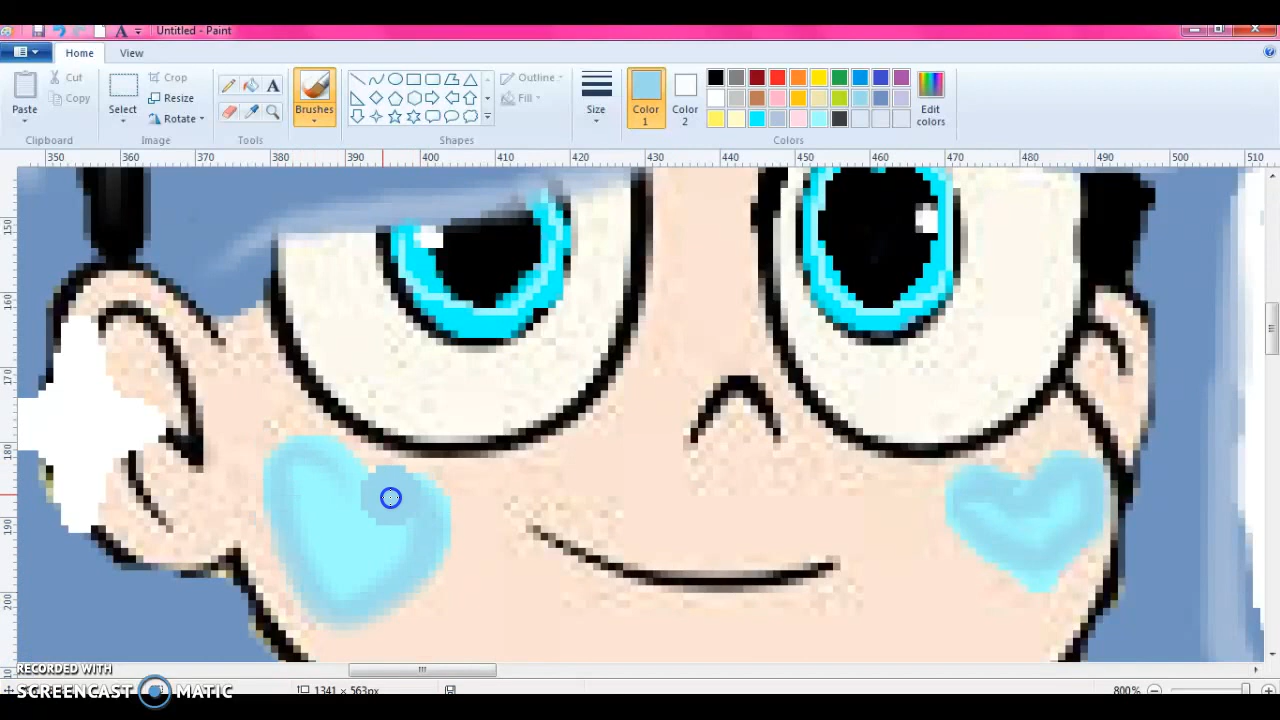 Untitled - Paint
Home View
Paste
Cut
Copy
Clipboard
Select
Crop
Resize
Rotate
Image
Tools
Brushes
Shapes
Outline
Fill
Size
Color 1
Color 2
Edit colors
Colors
350 360 370 380 390 400 410 420 430 440 450 460 470 480 490 500 510
150
160
170
180
190
200
RECORDED WITH
SCREENCAST MATIC
1341 × 563px
800%